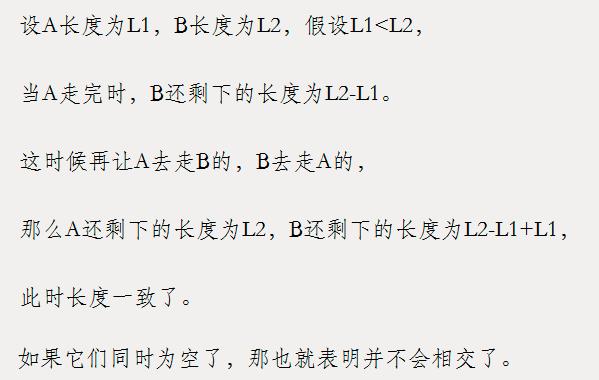 设A长度为L1，B长度为L2，假设L1<L2，
当A走完时，B还剩下的长度为L2-L1。
这时候再让A去走B的，B去走A的，
那么A还剩下的长度为L2，B还剩下的长度为L2-L1+L1，
此时长度一致了。
如果它们同时为空了，那也就表明并不会相交了。